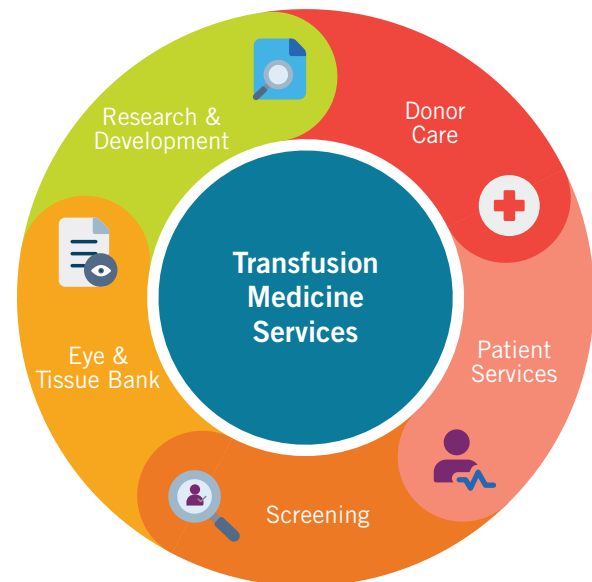 Research &
Development
Donor
Care
Transfusion
Medicine
Services
Eye &
Tissue Bank
Patient
Services
Screening